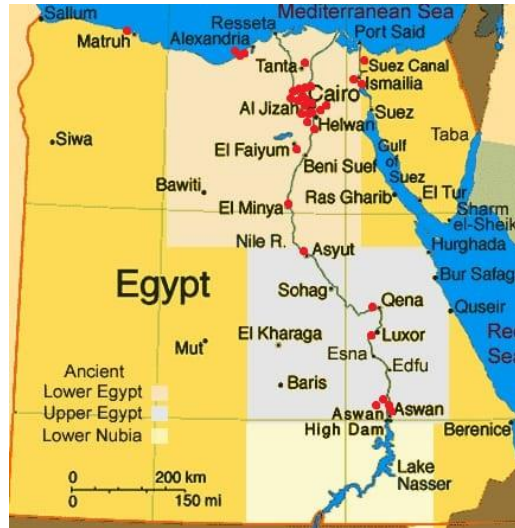 Sallum
Mediterranean Sea
Resseta
Matruh
Alexandria
Port Said
Tanta
Suez Canal
Ismailia
Cairo
Al Jizah
Helwan
Suez
Siwa
Taba
El Faiyum
Gulf
of
Suez
Beni Suef
Bawiti
Ras Gharib
El Tur
El Minya
Sharm
el-Sheik
Nile R.
Asyut
Hurghada
Egypt
Sohag
Bur Safag
Qena
Quseir
El Kharaga
Luxor
Red
Sea
Mut
Esna
Edfu
Ancient
Lower Egypt
Baris
Upper Egypt
Aswan
Aswan
High Dam
Lower Nubia
Berenice
Lake
Nasser
0 200 km
0 150 mi